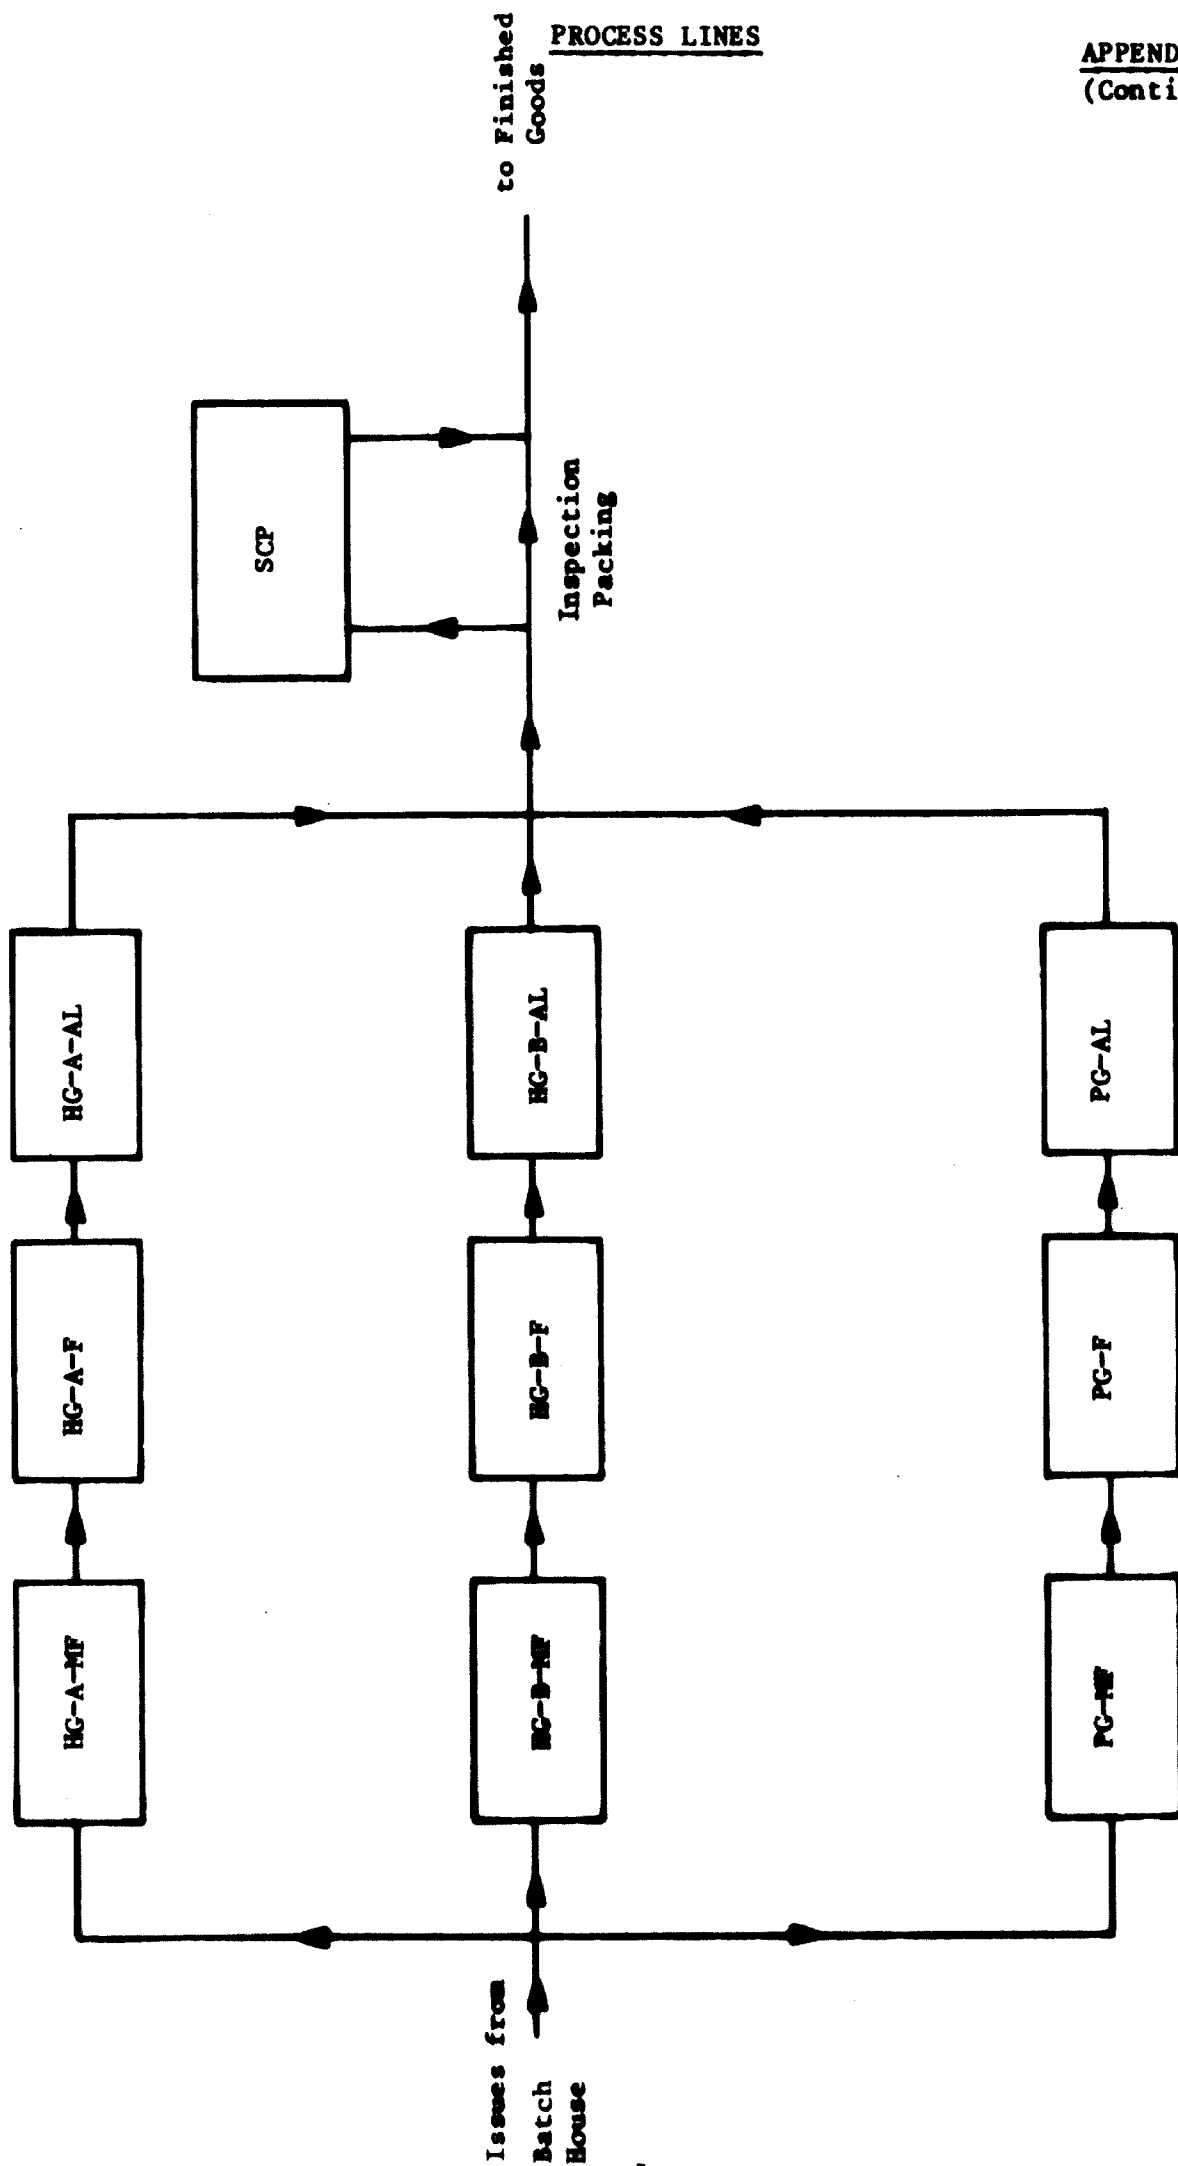 PROCESS LINES
APPEND
(Conti
to Finished
Goods
SCP
Inspection
Packing
HG-A-AL
HG-B-AL
PG-AL
HG-A-F
HG-B-F
PG-F
HG-A-MF
HG-B-MF
PG-MF
Issues from
Batch
House